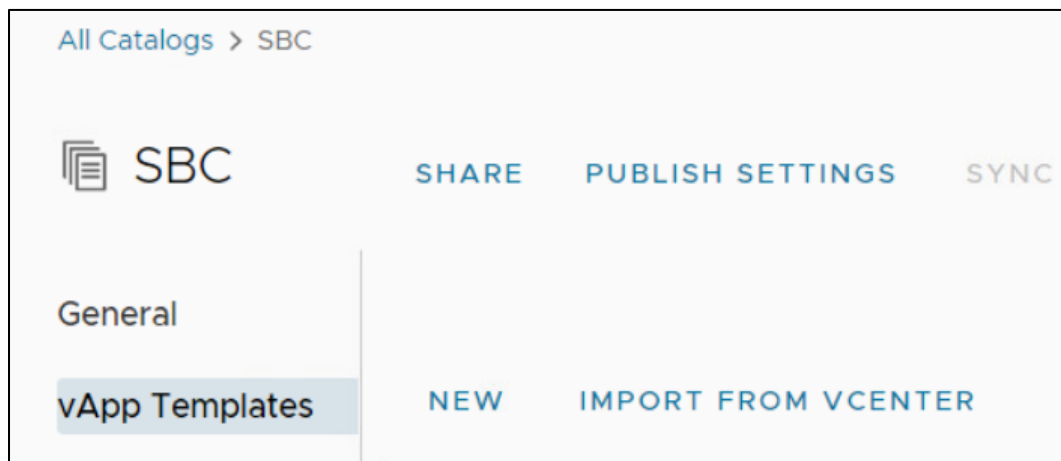 All Catalogs > SBC
SBC SHARE PUBLISH SETTINGS SYNC
General
vApp Templates NEW IMPORT FROM VCENTER